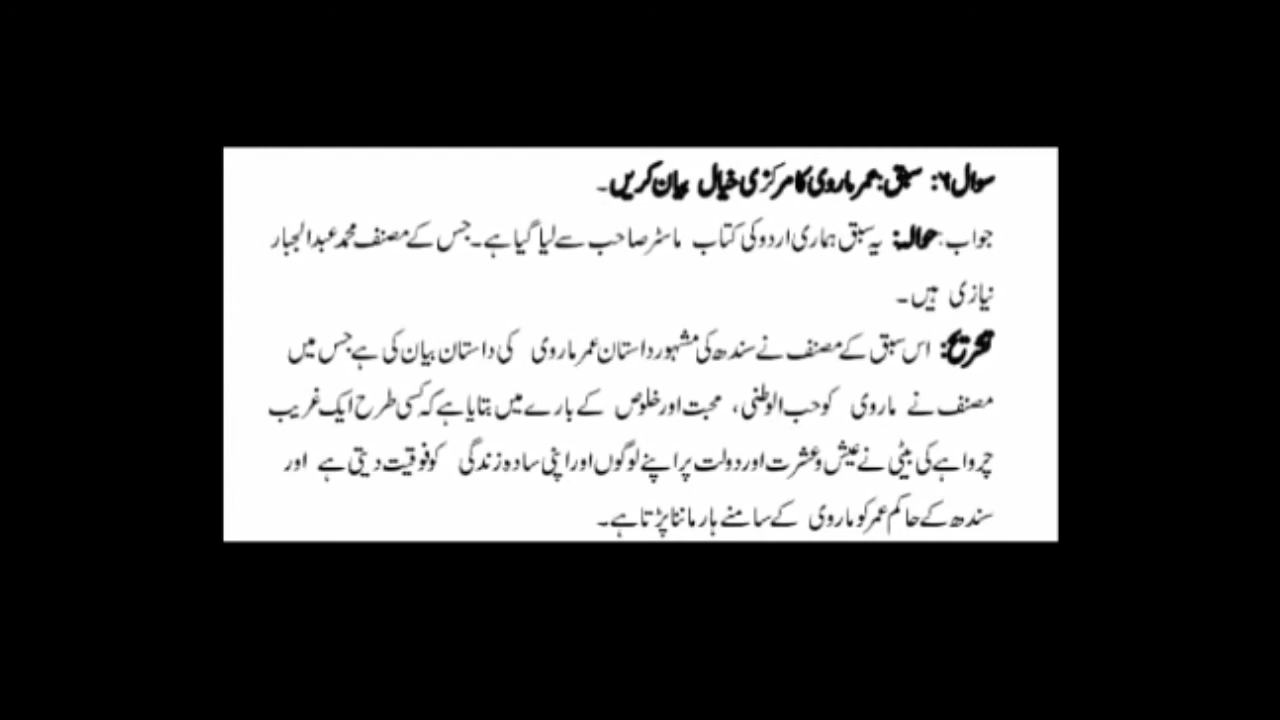 سوال ۶: سبق: عمر ماروی کا مرکزی خیال بیان کریں۔
جواب: حوالہ: یہ سبق ہماری اردو کی کتاب ماسٹر صاحب سے لیا گیا ہے۔ جس کے مصنف محمد عبدالجبار
نیازی ہیں۔
تشریح: اس سبق کے مصنف نے سندھ کی مشہور داستان عمر ماروی کی داستان بیان کی ہے جس میں
مصنف نے ماروی کو حب الوطنی، محبت اور خلوص کے بارے میں بتایا ہے کہ کسی طرح ایک غریب
چرواہے کی بیٹی نے عیش و عشرت اور دولت پر اپنے لوگوں اور اپنی سادہ زندگی کو فوقیت دیتی ہے اور
سندھ کے حاکم عمر کو ماروی کے سامنے ہار ماننا پڑتا ہے۔